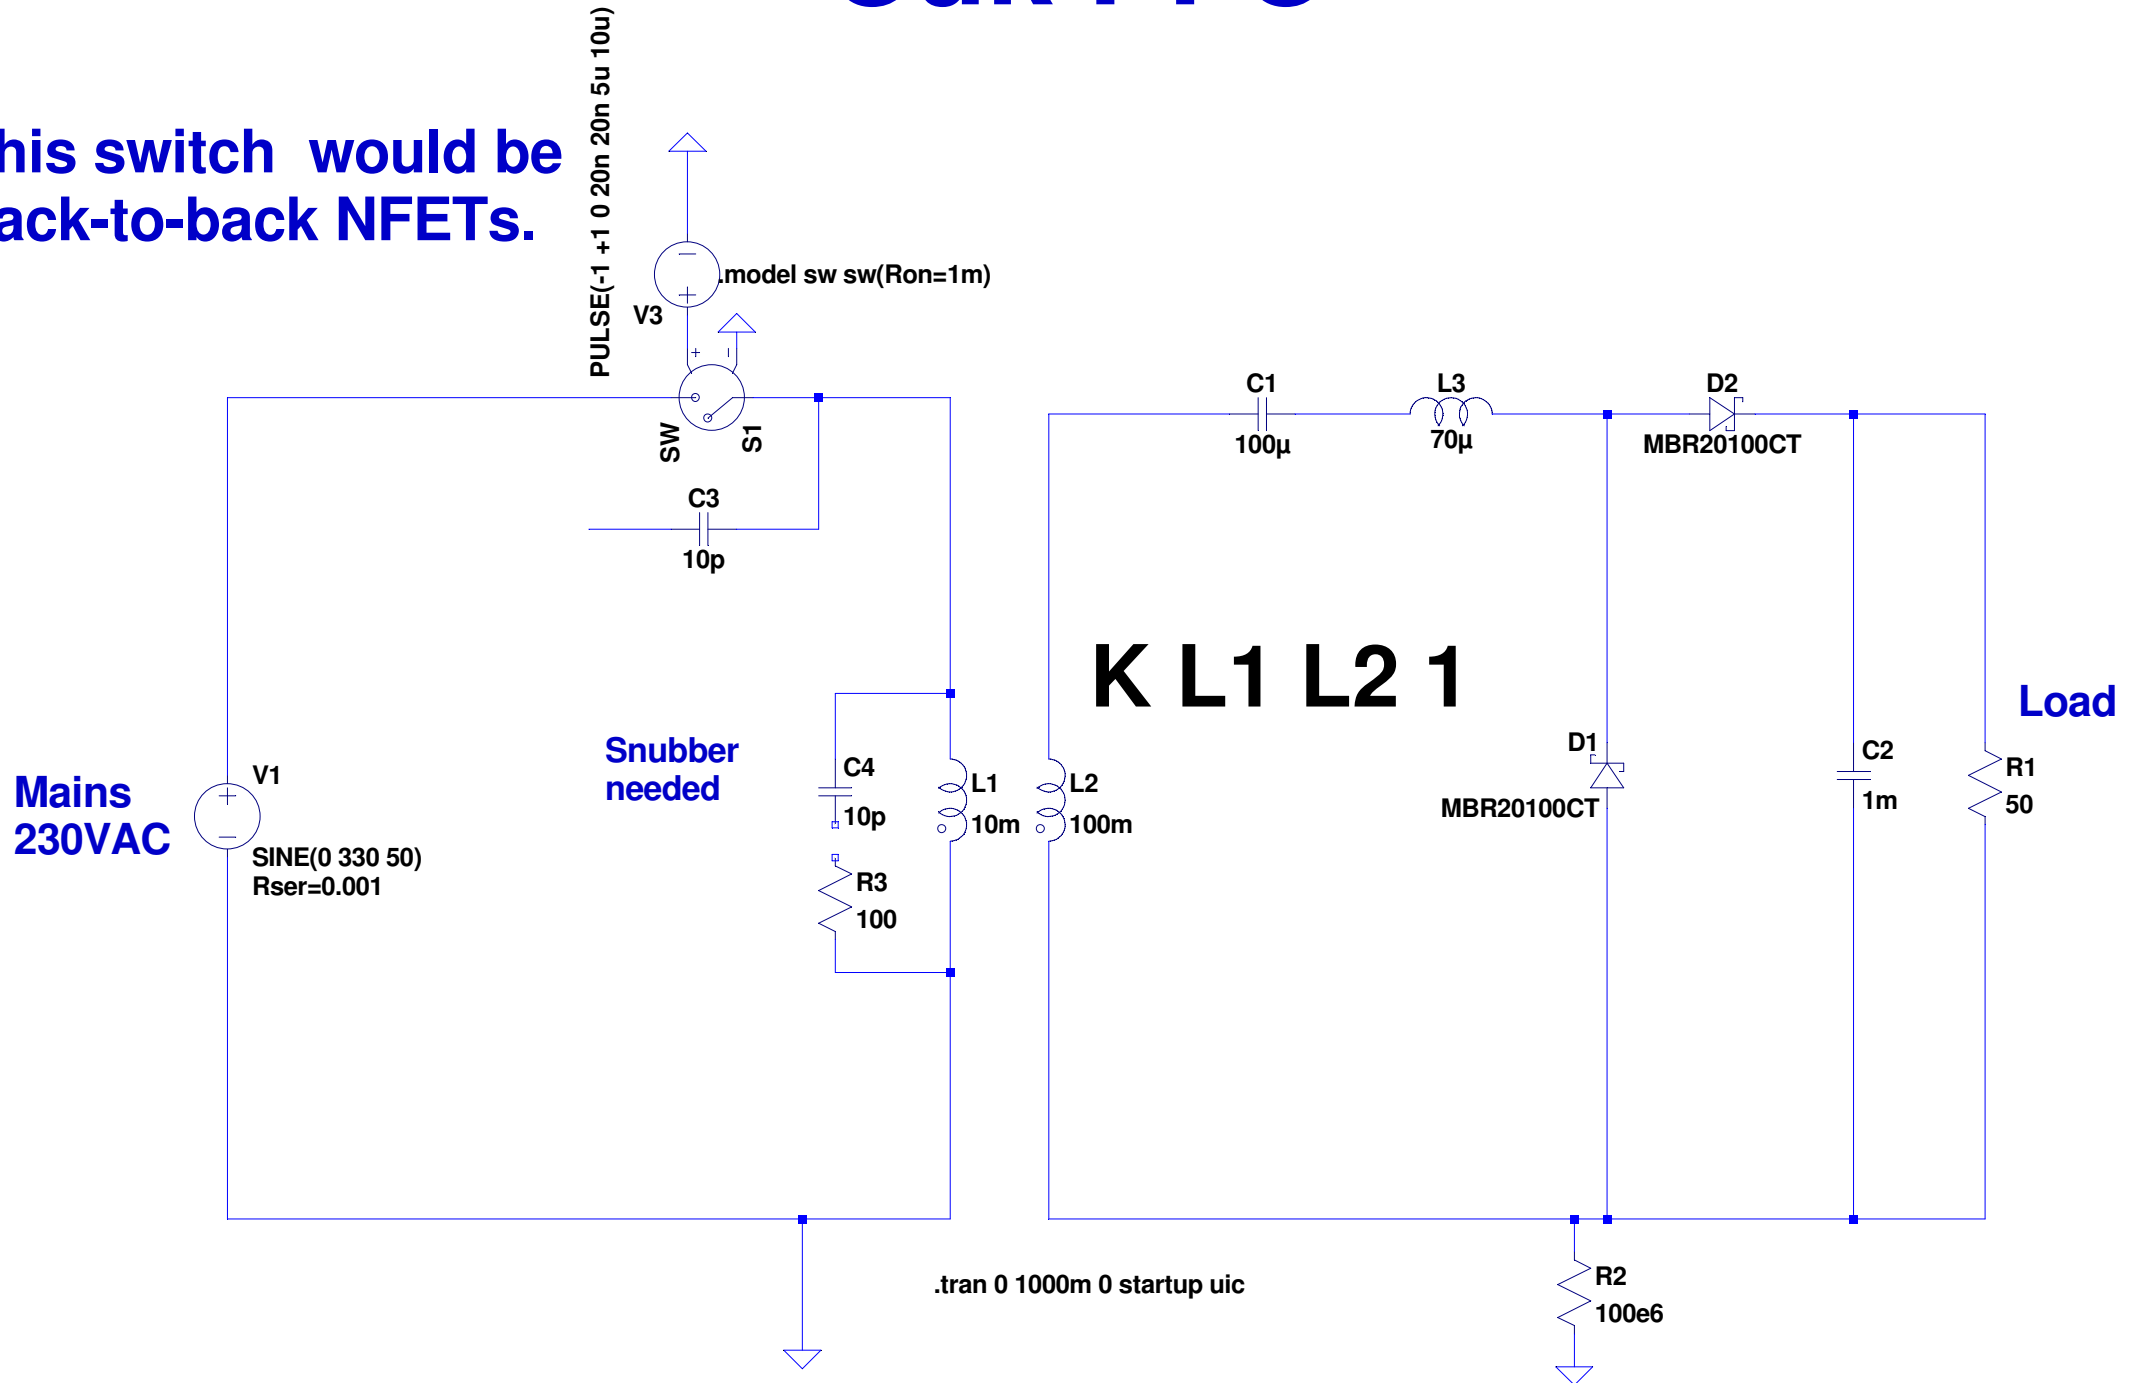 PULSE(-1 +1 0 20n 20n 5u 10u)
his switch  would be
ack-to-back NFETs.
.model sw sw(Ron=1m)
V3
SW
S1
C3
10p
C1
100µ
L3
70µ
D2
MBR20100CT
K L1 L2 1
Load
Snubber
needed
C4
10p
L1
10m
L2
100m
D1
MBR20100CT
C2
1m
R1
50
Mains
230VAC
V1
SINE(0 330 50)
Rser=0.001
R3
100
.tran 0 1000m 0 startup uic
R2
100e6